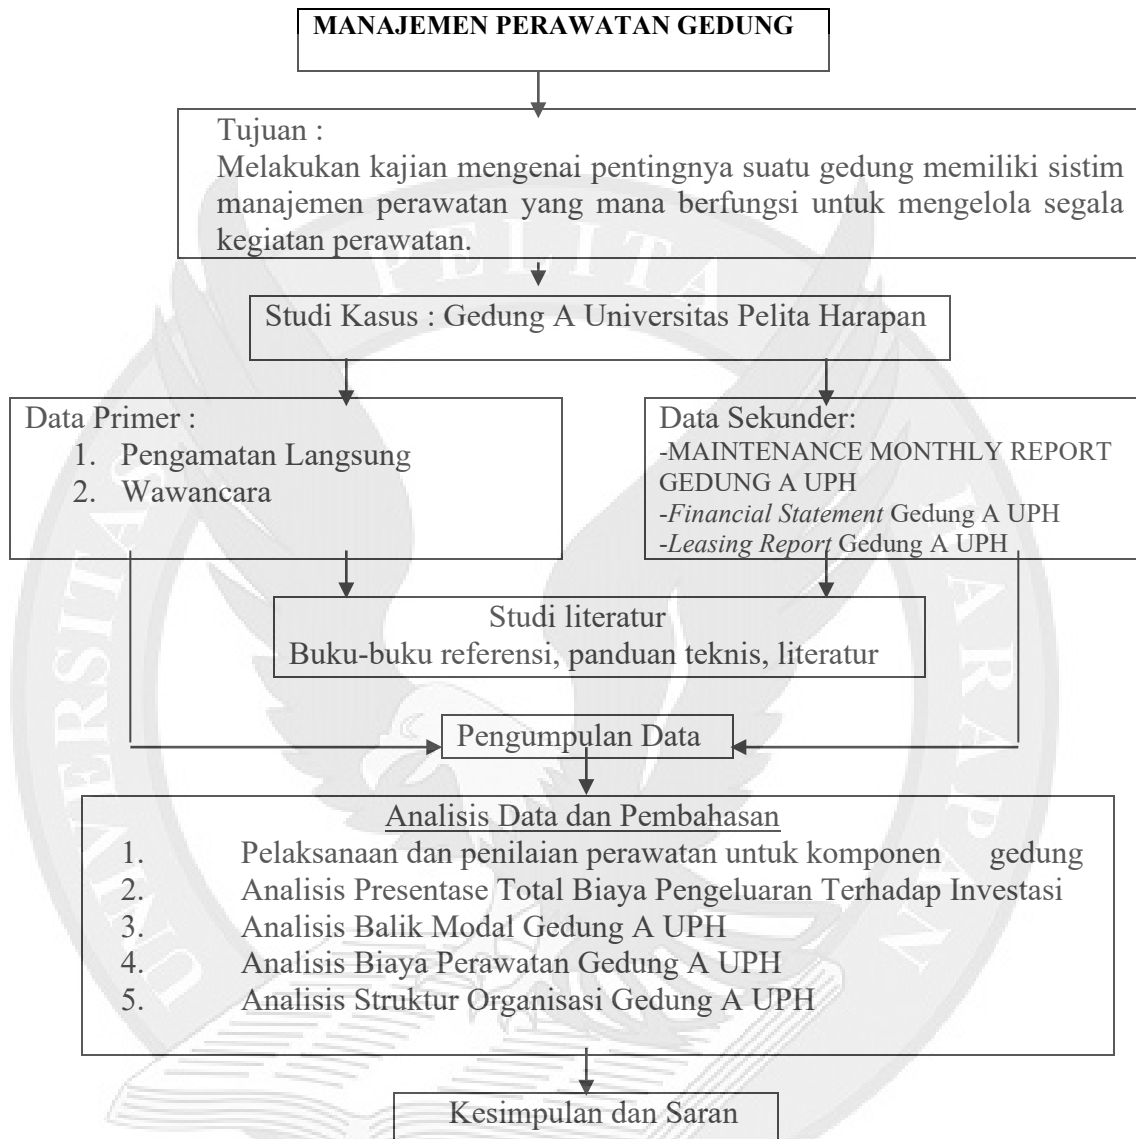 MANAJEMEN PERAWATAN GEDUNG
Tujuan :
Melakukan kajian mengenai pentingnya suatu gedung memiliki sistim
manajemen perawatan yang mana berfungsi untuk mengelola segala
kegiatan perawatan.
Studi Kasus : Gedung A Universitas Pelita Harapan
Data Primer :
1. Pengamatan Langsung
2. Wawancara
Data Sekunder:
-MAINTENANCE MONTHLY REPORT
GEDUNG A UPH
-Financial Statement Gedung A UPH
-Leasing Report Gedung A UPH
Studi literatur
Buku-buku referensi, panduan teknis, literatur
Pengumpulan Data
Analisis Data dan Pembahasan
1. Pelaksanaan dan penilaian perawatan untuk komponen gedung
2. Analisis Presentase Total Biaya Pengeluaran Terhadap Investasi
3. Analisis Balik Modal Gedung A UPH
4. Analisis Biaya Perawatan Gedung A UPH
5. Analisis Struktur Organisasi Gedung A UPH
Kesimpulan dan Saran
UNIVERSITAS PELITA HARAPAN